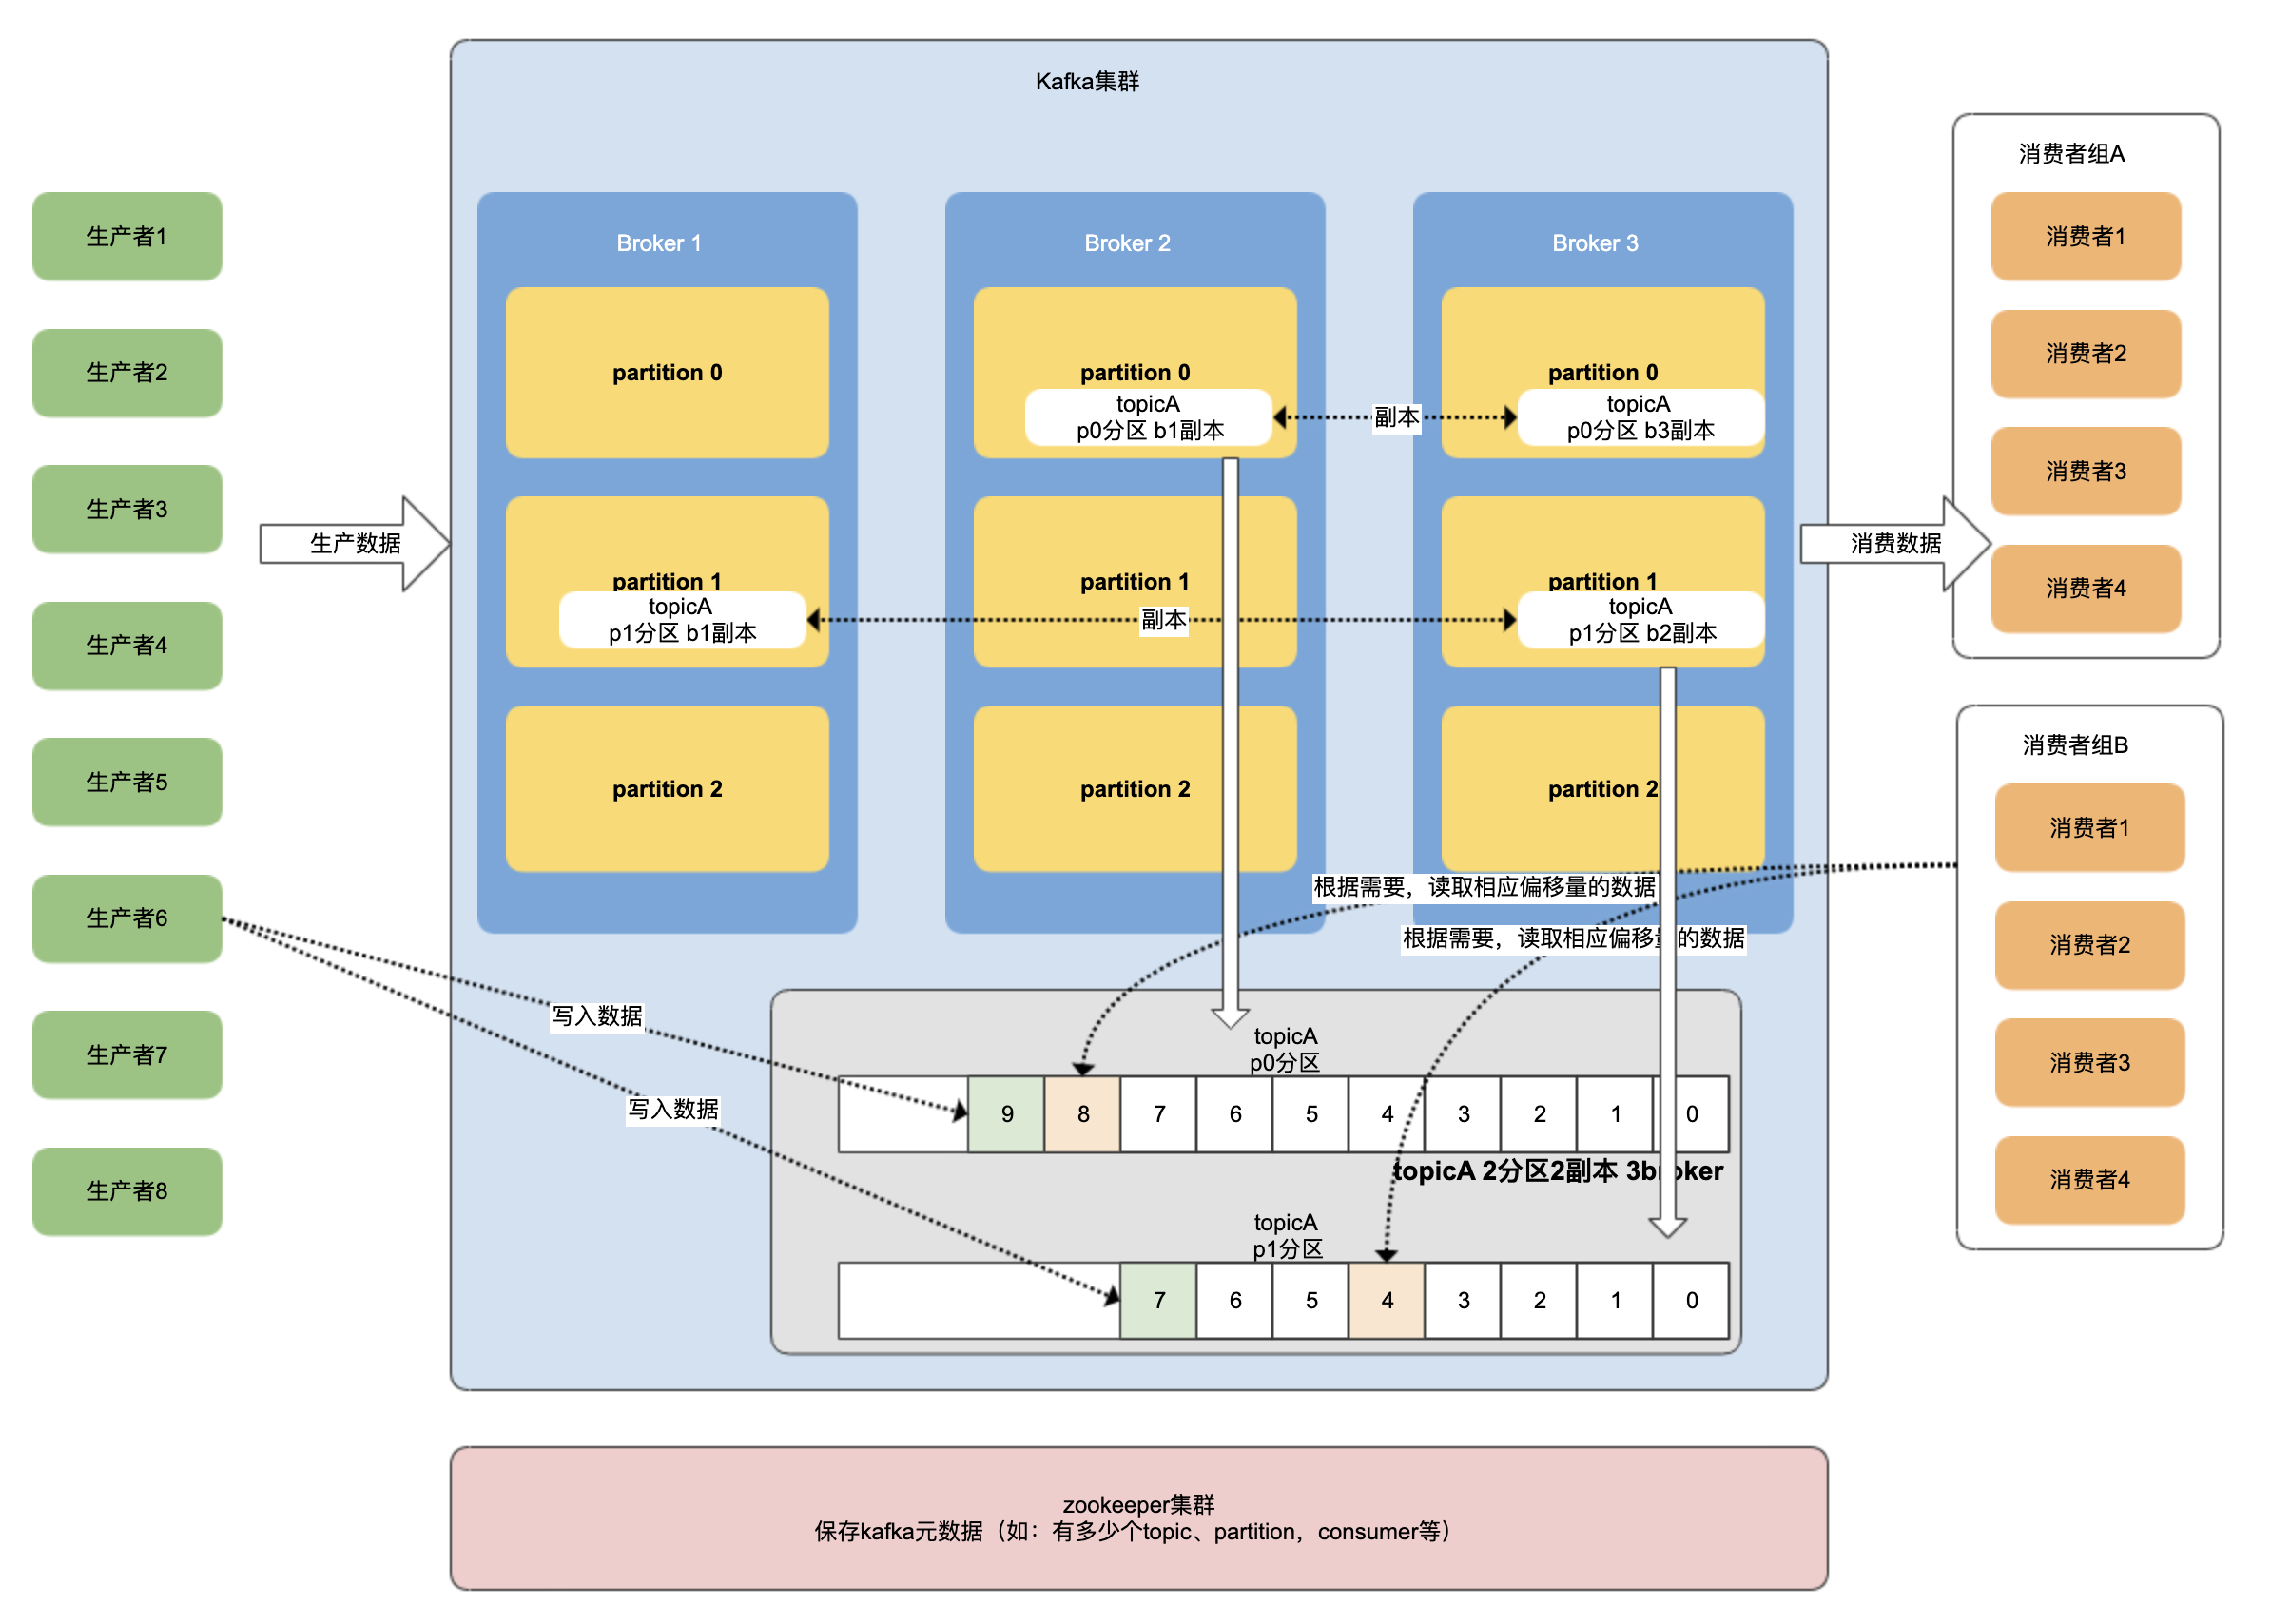 Kafka集群
生产者1
生产者2
生产者3
生产者4
生产者5
生产者6
生产者7
生产者8
生产数据
Broker 1
partition 0
partition 1
topicA
p1分区 b1副本
partition 2
Broker 2
partition 0
topicA
p0分区 b1副本
partition 1
partition 2
Broker 3
partition 0
topicA
p0分区 b3副本
partition 1
topicA
p1分区 b2副本
partition 2
副本
副本
消费数据
消费者组A
消费者1
消费者2
消费者3
消费者4
消费者组B
消费者1
消费者2
消费者3
消费者4
根据需要，读取相应偏移量的数据
根据需要，读取相应偏移量的数据
写入数据
写入数据
topicA
p0分区
9 8 7 6 5 4 3 2 1 0
topicA 2分区2副本 3broker
topicA
p1分区
7 6 5 4 3 2 1 0
zookeeper集群
保存kafka元数据（如：有多少个topic、partition，consumer等）